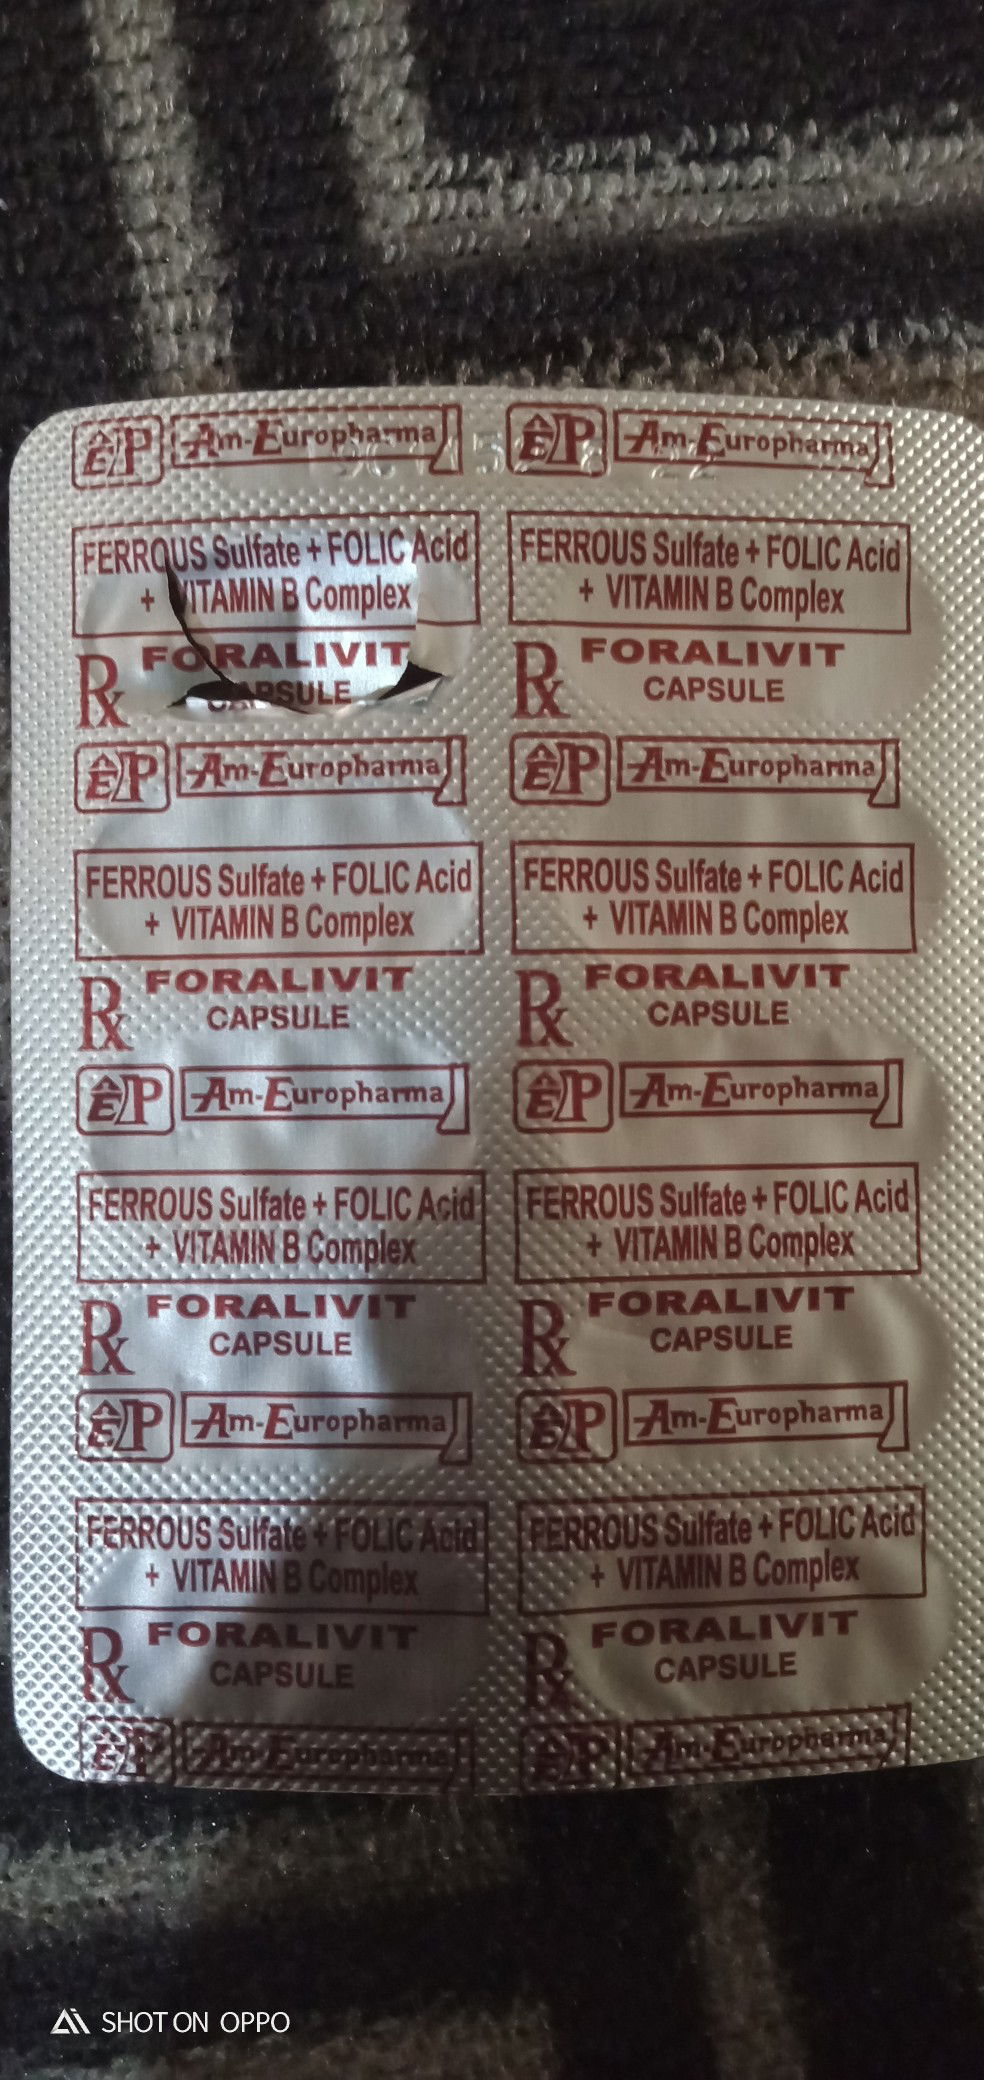 EP Am-Europharma EP Am-Europharma
FERROUS Sulfate + FOLIC Acid FERROUS Sulfate + FOLIC Acid
+ VITAMIN B Complex + VITAMIN B Complex
Rx FORALIVIT Rx FORALIVIT
CAPSULE CAPSULE
EP Am-Europharma EP Am-Europharma
FERROUS Sulfate + FOLIC Acid FERROUS Sulfate + FOLIC Acid
+ VITAMIN B Complex + VITAMIN B Complex
Rx FORALIVIT Rx FORALIVIT
CAPSULE CAPSULE
EP Am-Europharma EP Am-Europharma
FERROUS Sulfate + FOLIC Acid FERROUS Sulfate + FOLIC Acid
+ VITAMIN B Complex + VITAMIN B Complex
Rx FORALIVIT Rx FORALIVIT
CAPSULE CAPSULE
EP Am-Europharma EP Am-Europharma
FERROUS Sulfate + FOLIC Acid FERROUS Sulfate + FOLIC Acid
+ VITAMIN B Complex + VITAMIN B Complex
Rx FORALIVIT Rx FORALIVIT
CAPSULE CAPSULE
EP Am-Europharma EP Am-Europharma
SHOT ON OPPO